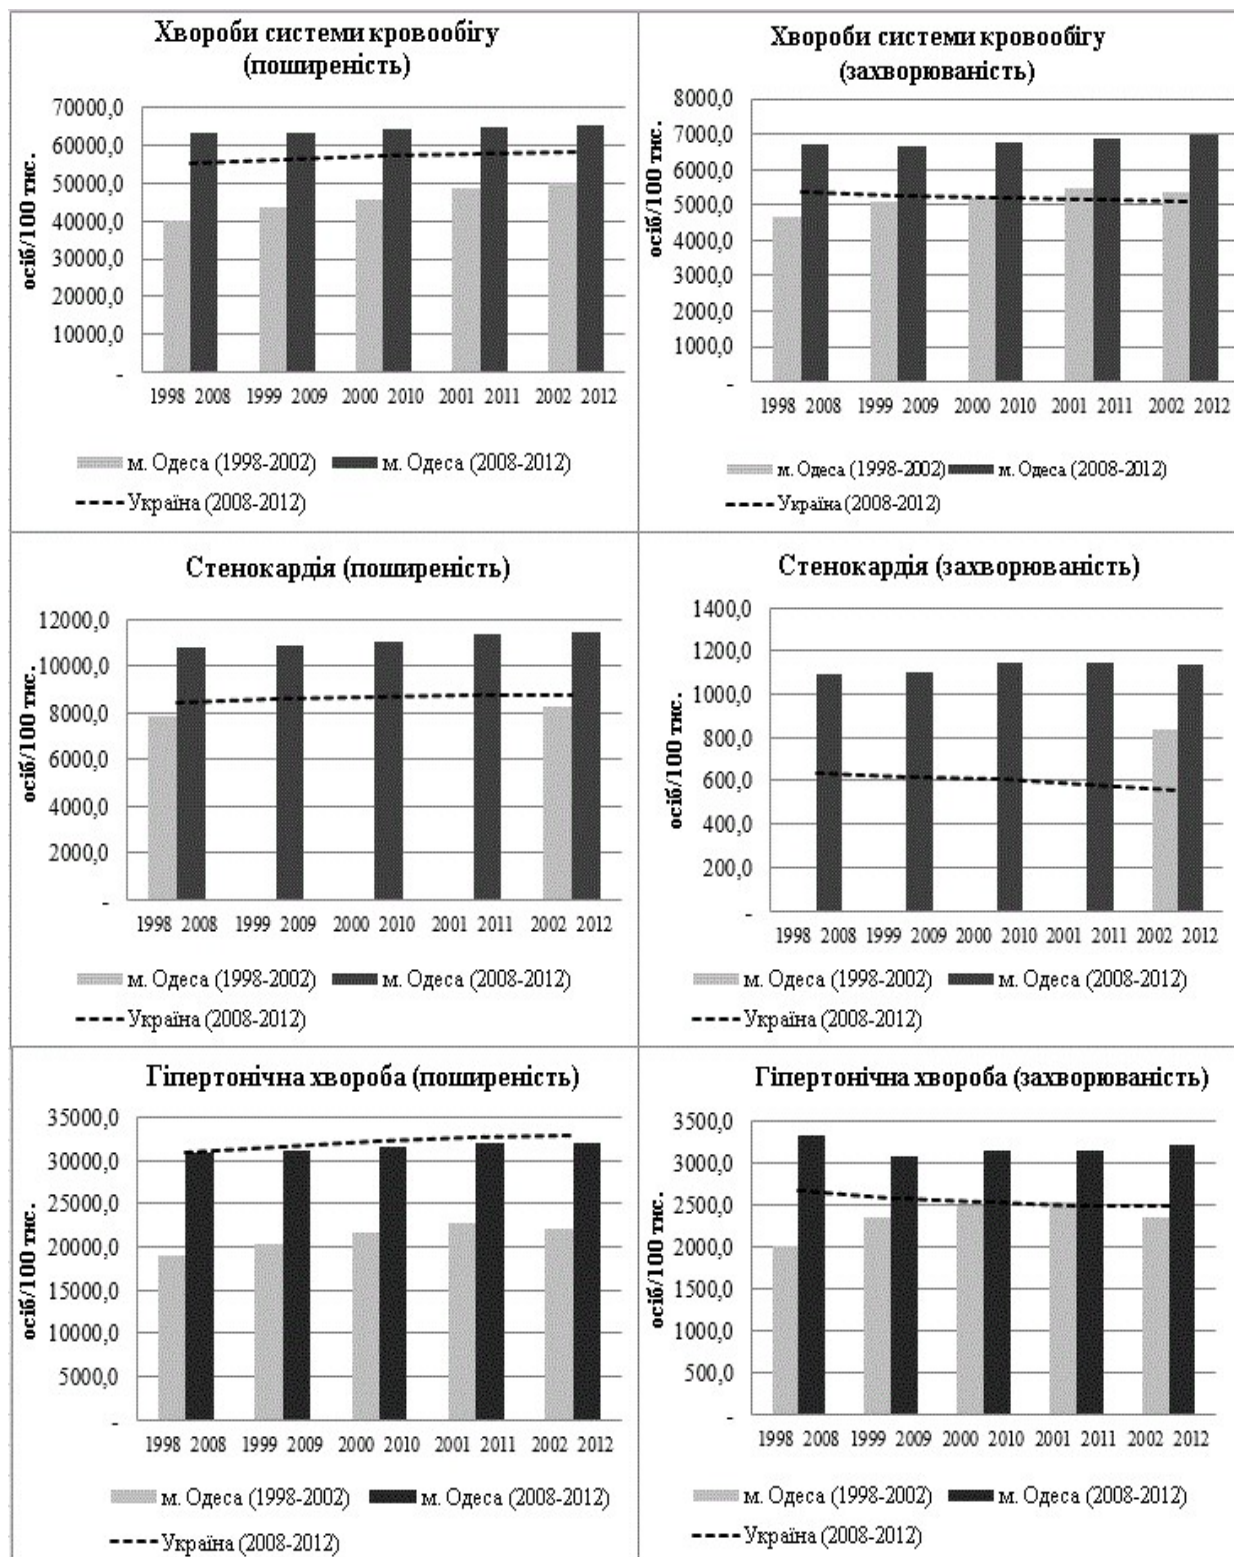 Хвороби системи кровообігу
(поширеність)
осіб/100 тис.
70000,0
60000,0
50000,0
40000,0
30000,0
20000,0
10000,0
-
1998 2008 1999 2009 2000 2010 2001 2011 2002 2012
м. Одеса (1998-2002) м. Одеса (2008-2012)
Україна (2008-2012)
Хвороби системи кровообігу
(захворюваність)
осіб/100 тис.
8000,0
7000,0
6000,0
5000,0
4000,0
3000,0
2000,0
1000,0
-
1998 2008 1999 2009 2000 2010 2001 2011 2002 2012
м. Одеса (1998-2002) м. Одеса (2008-2012)
Україна (2008-2012)
Стенокардія (поширеність)
осіб/100 тис.
12000,0
10000,0
8000,0
6000,0
4000,0
2000,0
-
1998 2008 1999 2009 2000 2010 2001 2011 2002 2012
м. Одеса (1998-2002) м. Одеса (2008-2012)
Україна (2008-2012)
Стенокардія (захворюваність)
осіб/100 тис.
1400,0
1200,0
1000,0
800,0
600,0
400,0
200,0
-
1998 2008 1999 2009 2000 2010 2001 2011 2002 2012
м. Одеса (1998-2002) м. Одеса (2008-2012)
Україна (2008-2012)
Гіпертонічна хвороба (поширеність)
осіб/100 тис.
35000,0
30000,0
25000,0
20000,0
15000,0
10000,0
5000,0
-
1998 2008 1999 2009 2000 2010 2001 2011 2002 2012
м. Одеса (1998-2002) м. Одеса (2008-2012)
Україна (2008-2012)
Гіпертонічна хвороба (захворюваність)
осіб/100 тис.
3500,0
3000,0
2500,0
2000,0
1500,0
1000,0
500,0
-
1998 2008 1999 2009 2000 2010 2001 2011 2002 2012
м. Одеса (1998-2002) м. Одеса (2008-2012)
Україна (2008-2012)